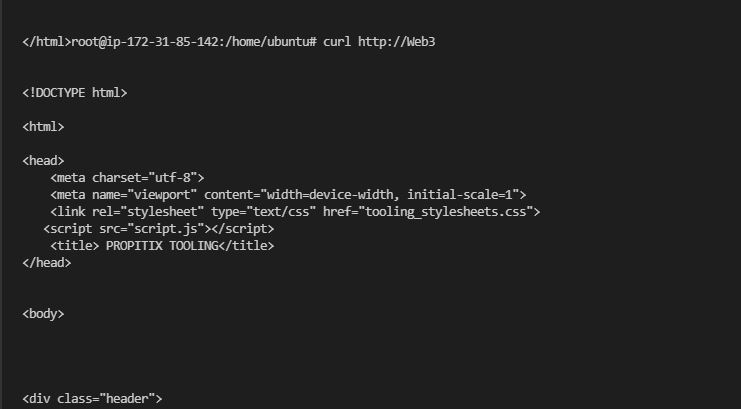 </html>root@ip-172-31-85-142:/home/ubuntu# curl http://Web3
<!DOCTYPE html>
<html>
<head>
    <meta charset="utf-8">
    <meta name="viewport" content="width=device-width, initial-scale=1">
    <link rel="stylesheet" type="text/css" href="tooling_stylesheets.css">
   <script src="script.js"></script>
    <title> PROPITIX TOOLING</title>
</head>
<body>
<div class="header">